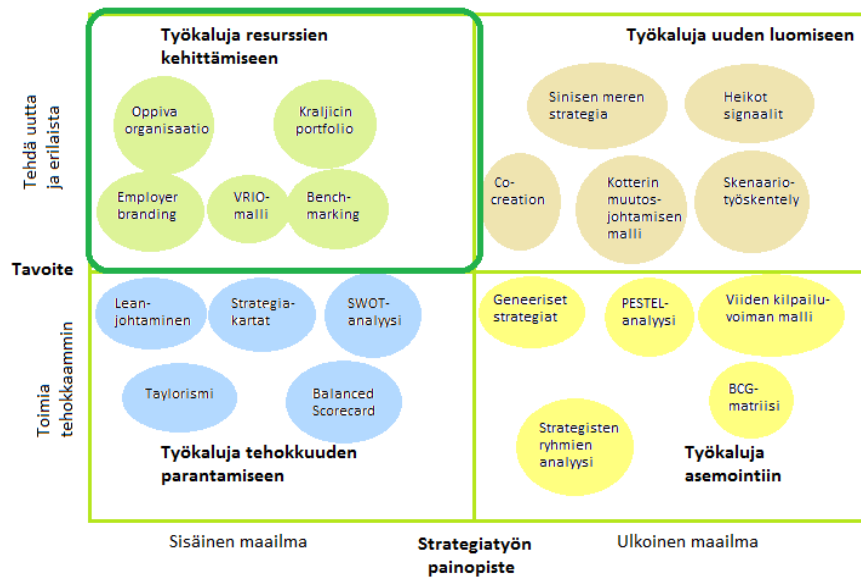 Työkaluja resurssien
kehittämiseen
Työkaluja uuden luomiseen
Tehdä uutta
ja erilaista
Oppiva
organisaatio
Kraljicin
portfolio
Employer
branding
VRIO-
malli
Bench-
marking
Sinisen meren
strategia
Heikot
signaalit
Co-
creation
Kotterin
muutos-
johtamisen
malli
Skenaario-
työskentely
Tavoite
Toimia
tehokkaammin
Lean-
johtaminen
Strategia-
kartat
SWOT-
analyysi
Taylorismi
Balanced
Scorecard
Työkaluja tehokkuuden
parantamiseen
Geneeriset
strategiat
PESTEL-
analyysi
Viiden kilpailu-
voiman malli
BCG-
matriisi
Strategisten
ryhmien
analyysi
Työkaluja
asemointiin
Sisäinen maailma
Strategiatyön
painopiste
Ulkoinen maailma